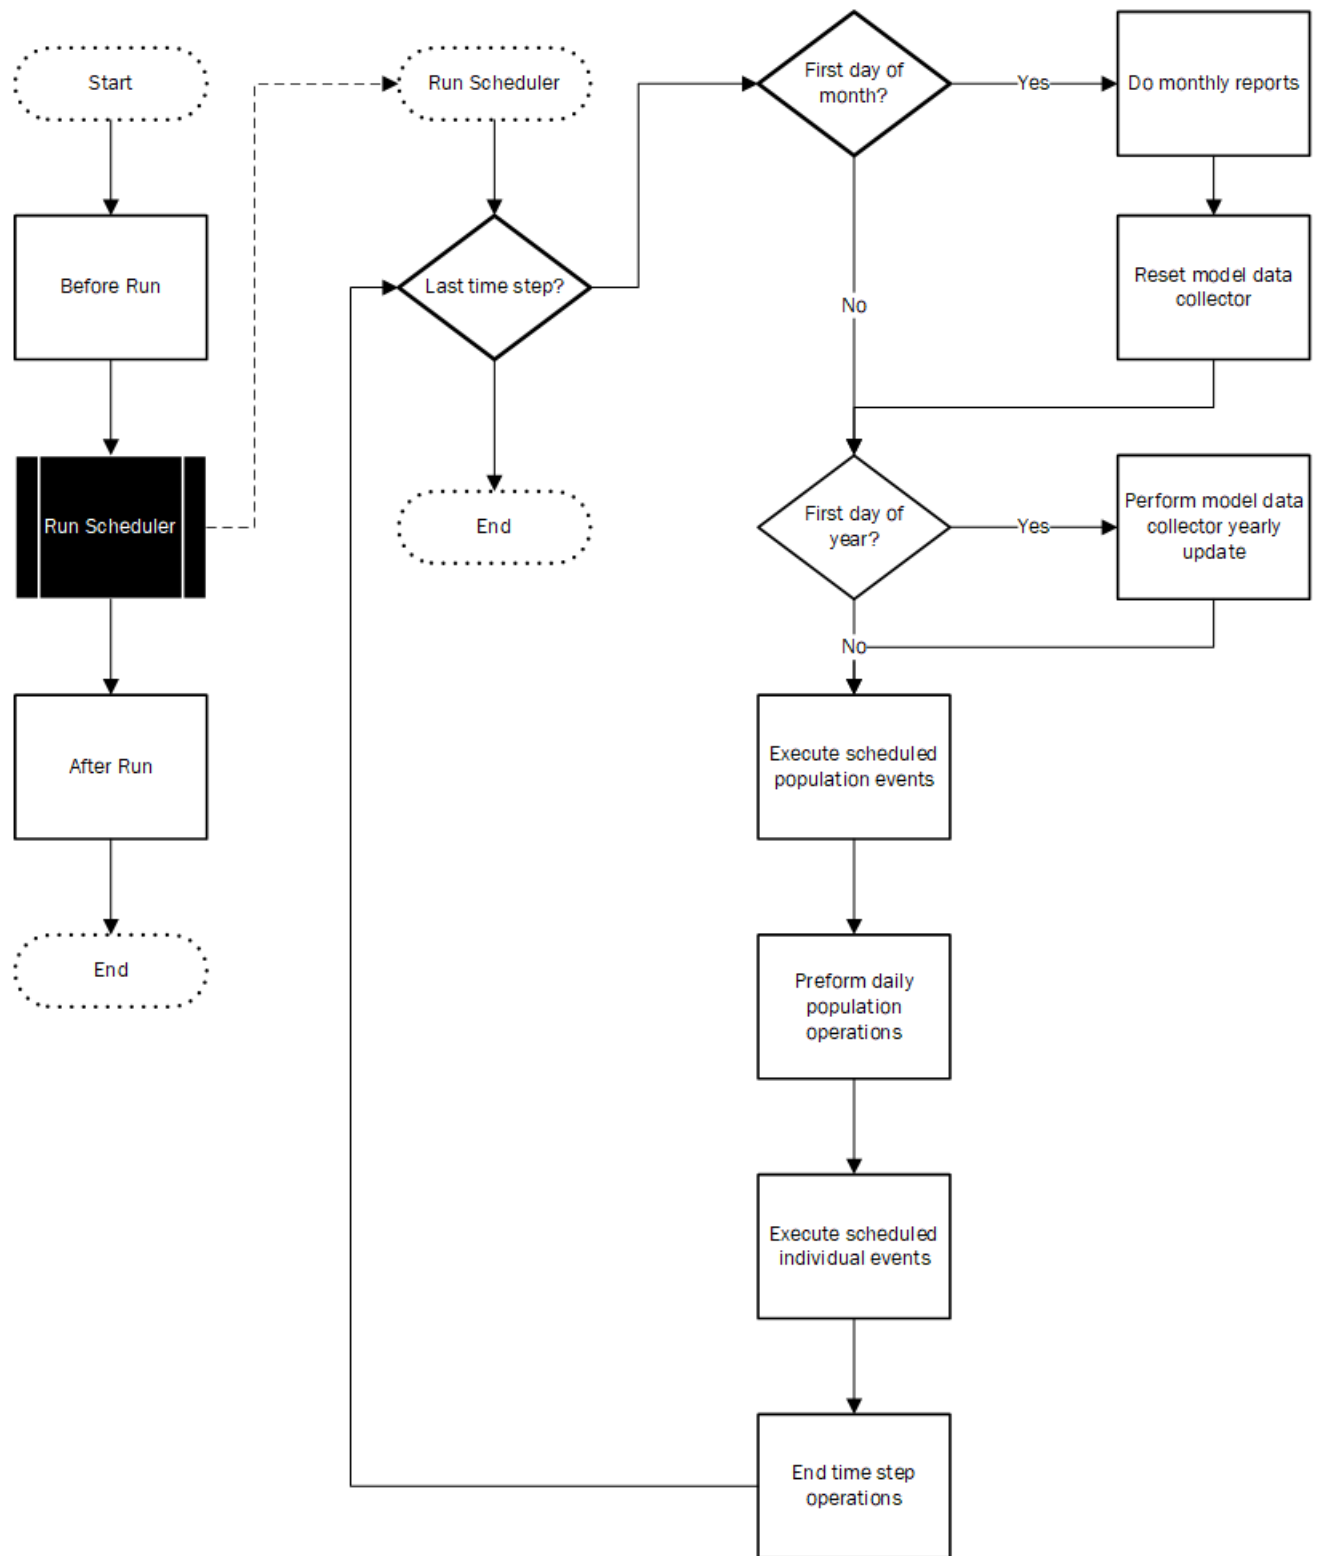 Start
Before Run
Run Scheduler
After Run
End
Run Scheduler
Last time step?
End
First day of
month?
Yes
Do monthly reports
Reset model data
collector
No
First day of
year?
Yes
Perform model data
collector yearly
update
No
Execute scheduled
population events
Preform daily
population
operations
Execute scheduled
individual events
End time step
operations